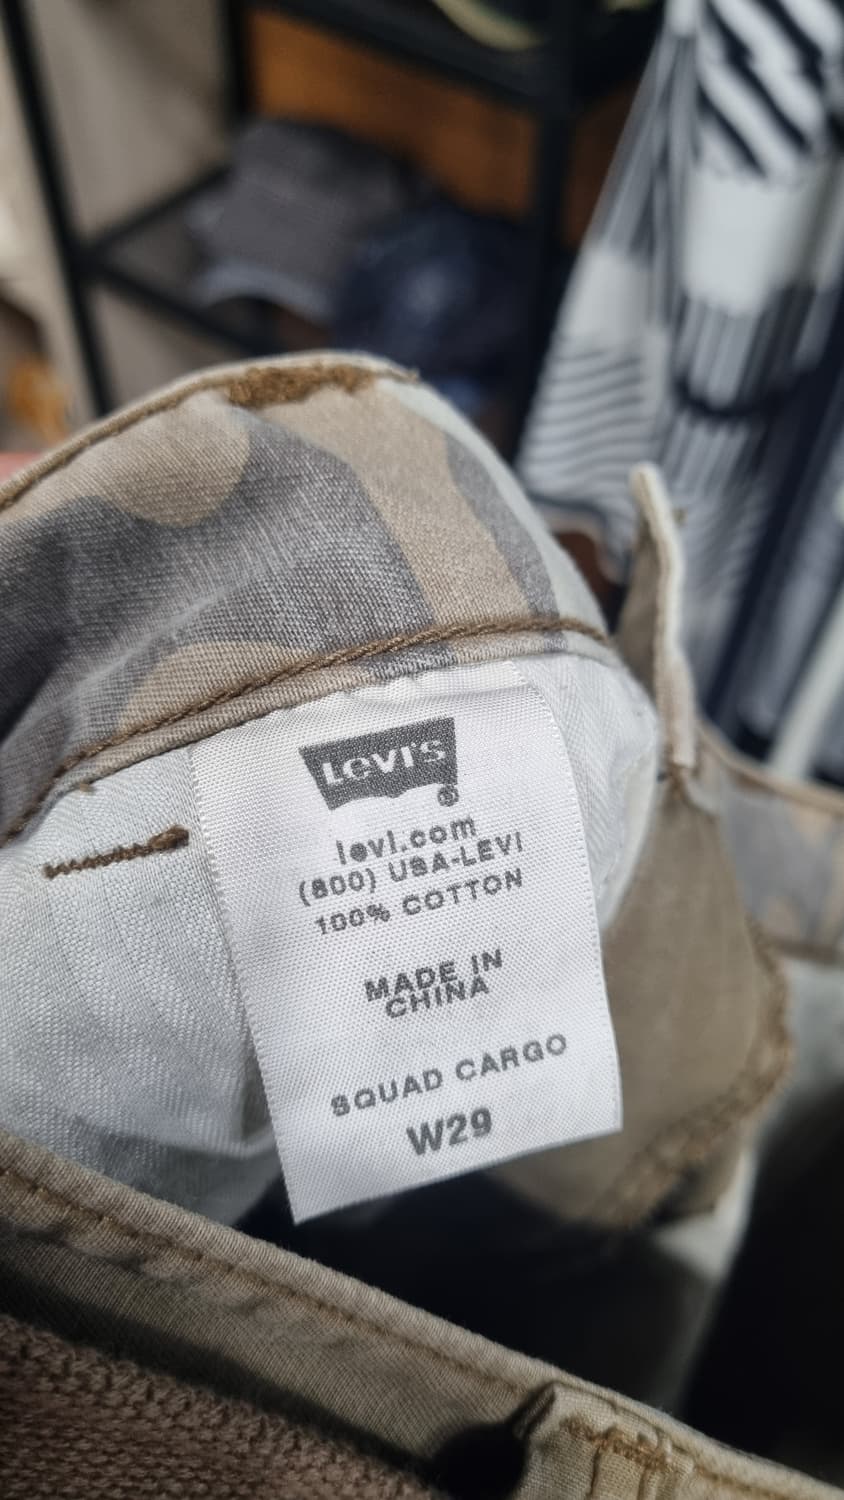 LEVI'S
levi.com
(800) USA-LEVI
100% COTTON
MADE IN
CHINA
SQUAD CARGO
W29